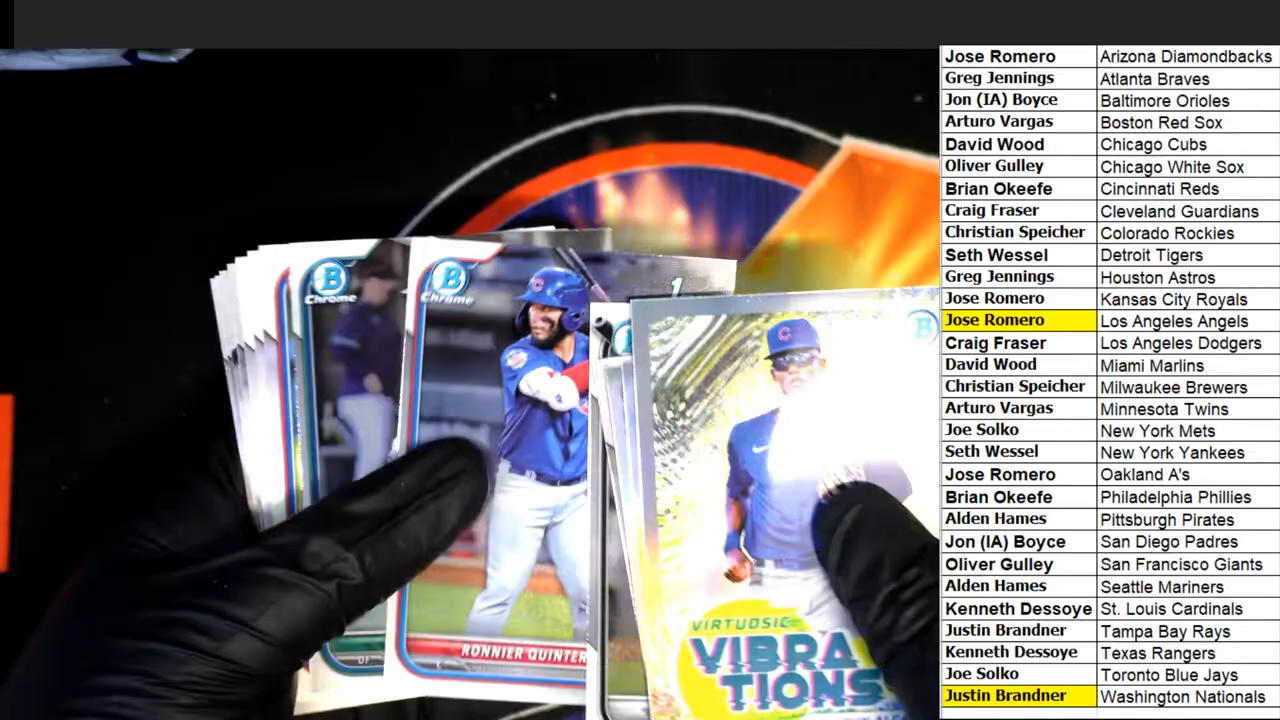 Jose Romero Arizona Diamondbacks
Greg Jennings Atlanta Braves
Jon (IA) Boyce Baltimore Orioles
Arturo Vargas Boston Red Sox
David Wood Chicago Cubs
Oliver Gulley Chicago White Sox
Brian Okeefe Cincinnati Reds
Craig Fraser Cleveland Guardians
Christian Speicher Colorado Rockies
Seth Wessel Detroit Tigers
Greg Jennings Houston Astros
Jose Romero Kansas City Royals
Jose Romero Los Angeles Angels
Craig Fraser Los Angeles Dodgers
David Wood Miami Marlins
Christian Speicher Milwaukee Brewers
Arturo Vargas Minnesota Twins
Joe Solko New York Mets
Seth Wessel New York Yankees
Jose Romero Oakland A's
Brian Okeefe Philadelphia Phillies
Alden Hames Pittsburgh Pirates
Jon (IA) Boyce San Diego Padres
Oliver Gulley San Francisco Giants
Alden Hames Seattle Mariners
Kenneth Dessoye St. Louis Cardinals
Justin Brandner Tampa Bay Rays
Kenneth Dessoye Texas Rangers
Joe Solko Toronto Blue Jays
Justin Brandner Washington Nationals
B
Chrome
OF
B
Chrome
1
C
RONNIER QUINTER
C
B
VIRTUOSIC
VIBRA
TIONS